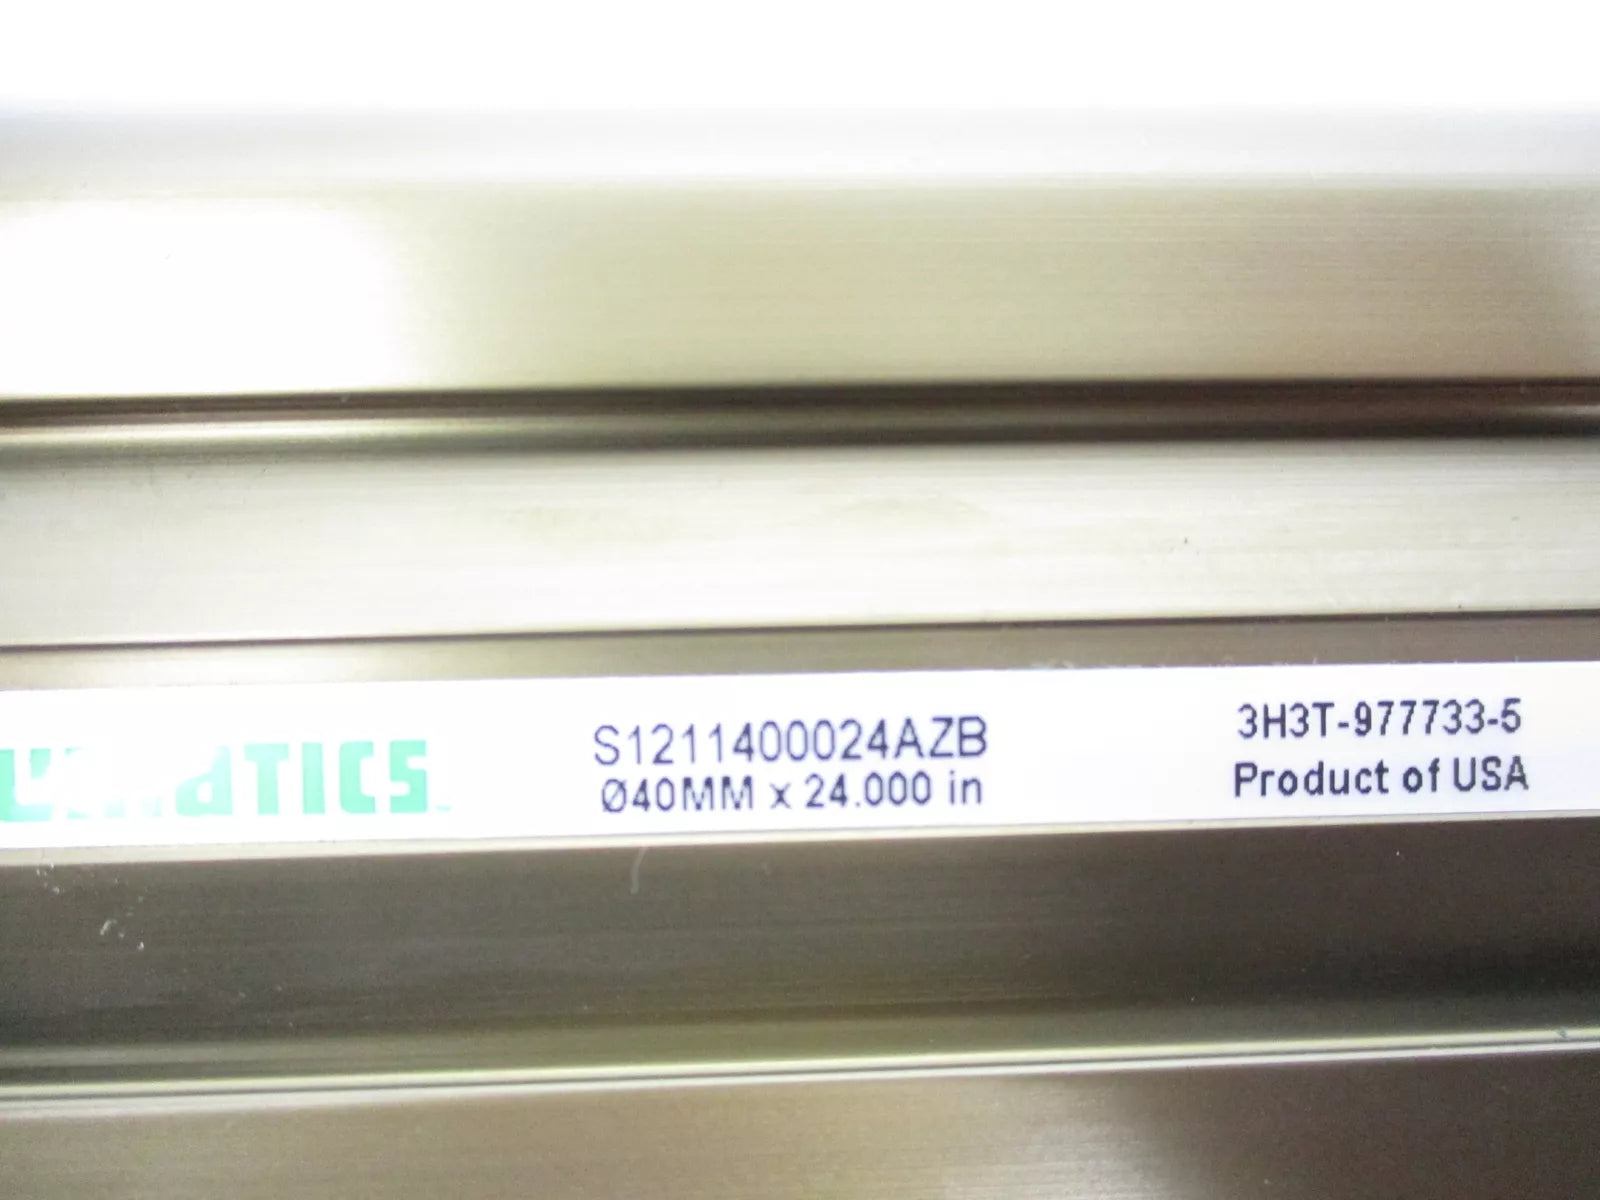 S1211400024AZB
Ø40MM x 24.000 in
3H3T-977733-5
Product of USA